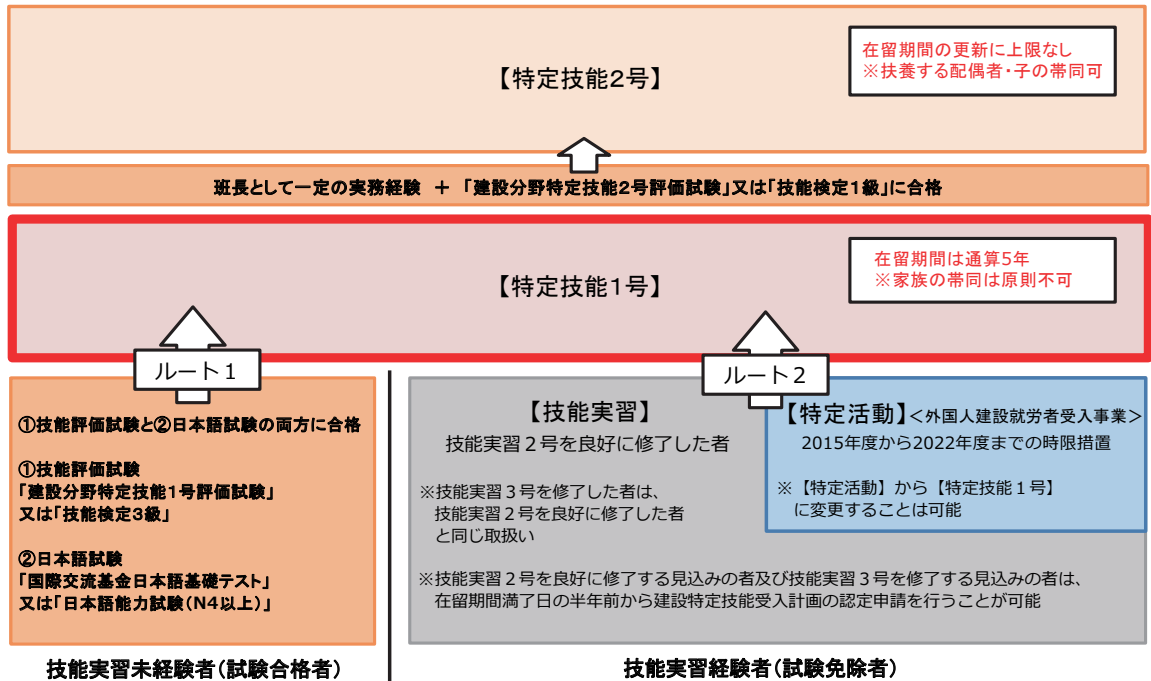 【特定技能2号】
在留期間の更新に上限なし
※扶養する配偶者・子の帯同可
班長として一定の実務経験 + 「建設分野特定技能2号評価試験」又は「技能検定1級」に合格
【特定技能1号】
在留期間は通算5年
※家族の帯同は原則不可
ルート1
①技能評価試験と②日本語試験の両方に合格
①技能評価試験
「建設分野特定技能1号評価試験」
又は「技能検定3級」
②日本語試験
「国際交流基金日本語基礎テスト」
又は「日本語能力試験(N4以上)」
技能実習未経験者(試験合格者)
ルート2
【技能実習】
技能実習2号を良好に修了した者
※技能実習3号を修了した者は、
技能実習2号を良好に修了した者
と同じ取扱い
【特定活動】<外国人建設就労者受入事業>
2015年度から2022年度までの時限措置
※【特定活動】から【特定技能1号】
に変更することは可能
※技能実習2号を良好に修了する見込みの者及び技能実習3号を修了する見込みの者は、
在留期間満了日の半年前から建設特定技能受入計画の認定申請を行うことが可能
技能実習経験者(試験免除者)